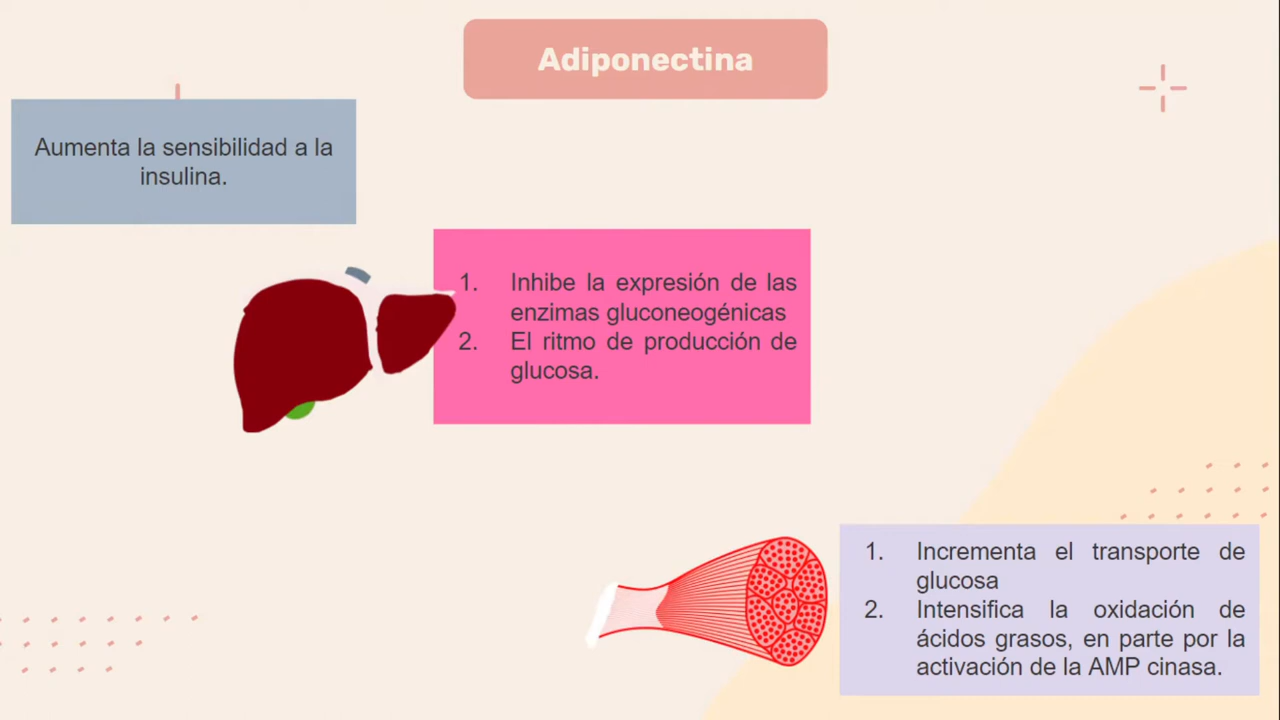 Adiponectina
Aumenta la sensibilidad a la
insulina.
1. Inhibe la expresión de las
enzimas gluconeogénicas
2. El ritmo de producción de
glucosa.
1. Incrementa el transporte de
glucosa
2. Intensifica la oxidación de
ácidos grasos, en parte por la
activación de la AMP cinasa.